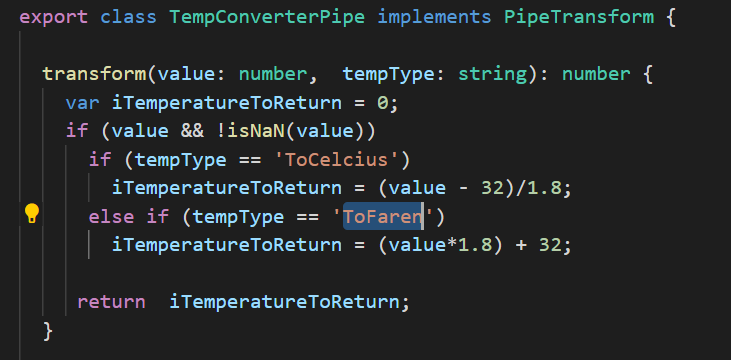 export class TempConverterPipe implements PipeTransform {
transform(value: number,  tempType: string): number {
var iTemperatureToReturn = 0;
if (value && !isNaN(value))
if (tempType == 'ToCelcius')
iTemperatureToReturn = (value - 32)/1.8;
else if (tempType == 'ToFaren')
iTemperatureToReturn = (value*1.8) + 32;
return  iTemperatureToReturn;
}